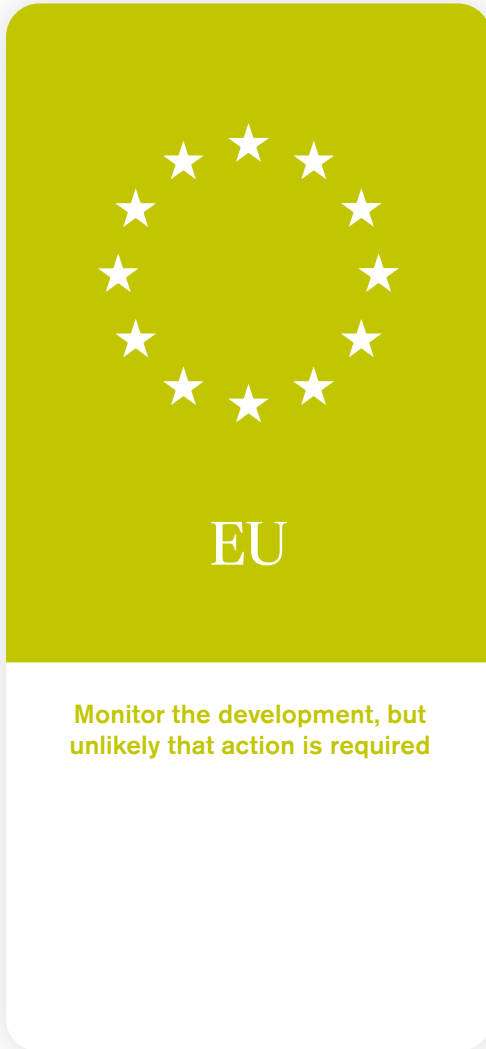 EU
Monitor the development, but
unlikely that action is required